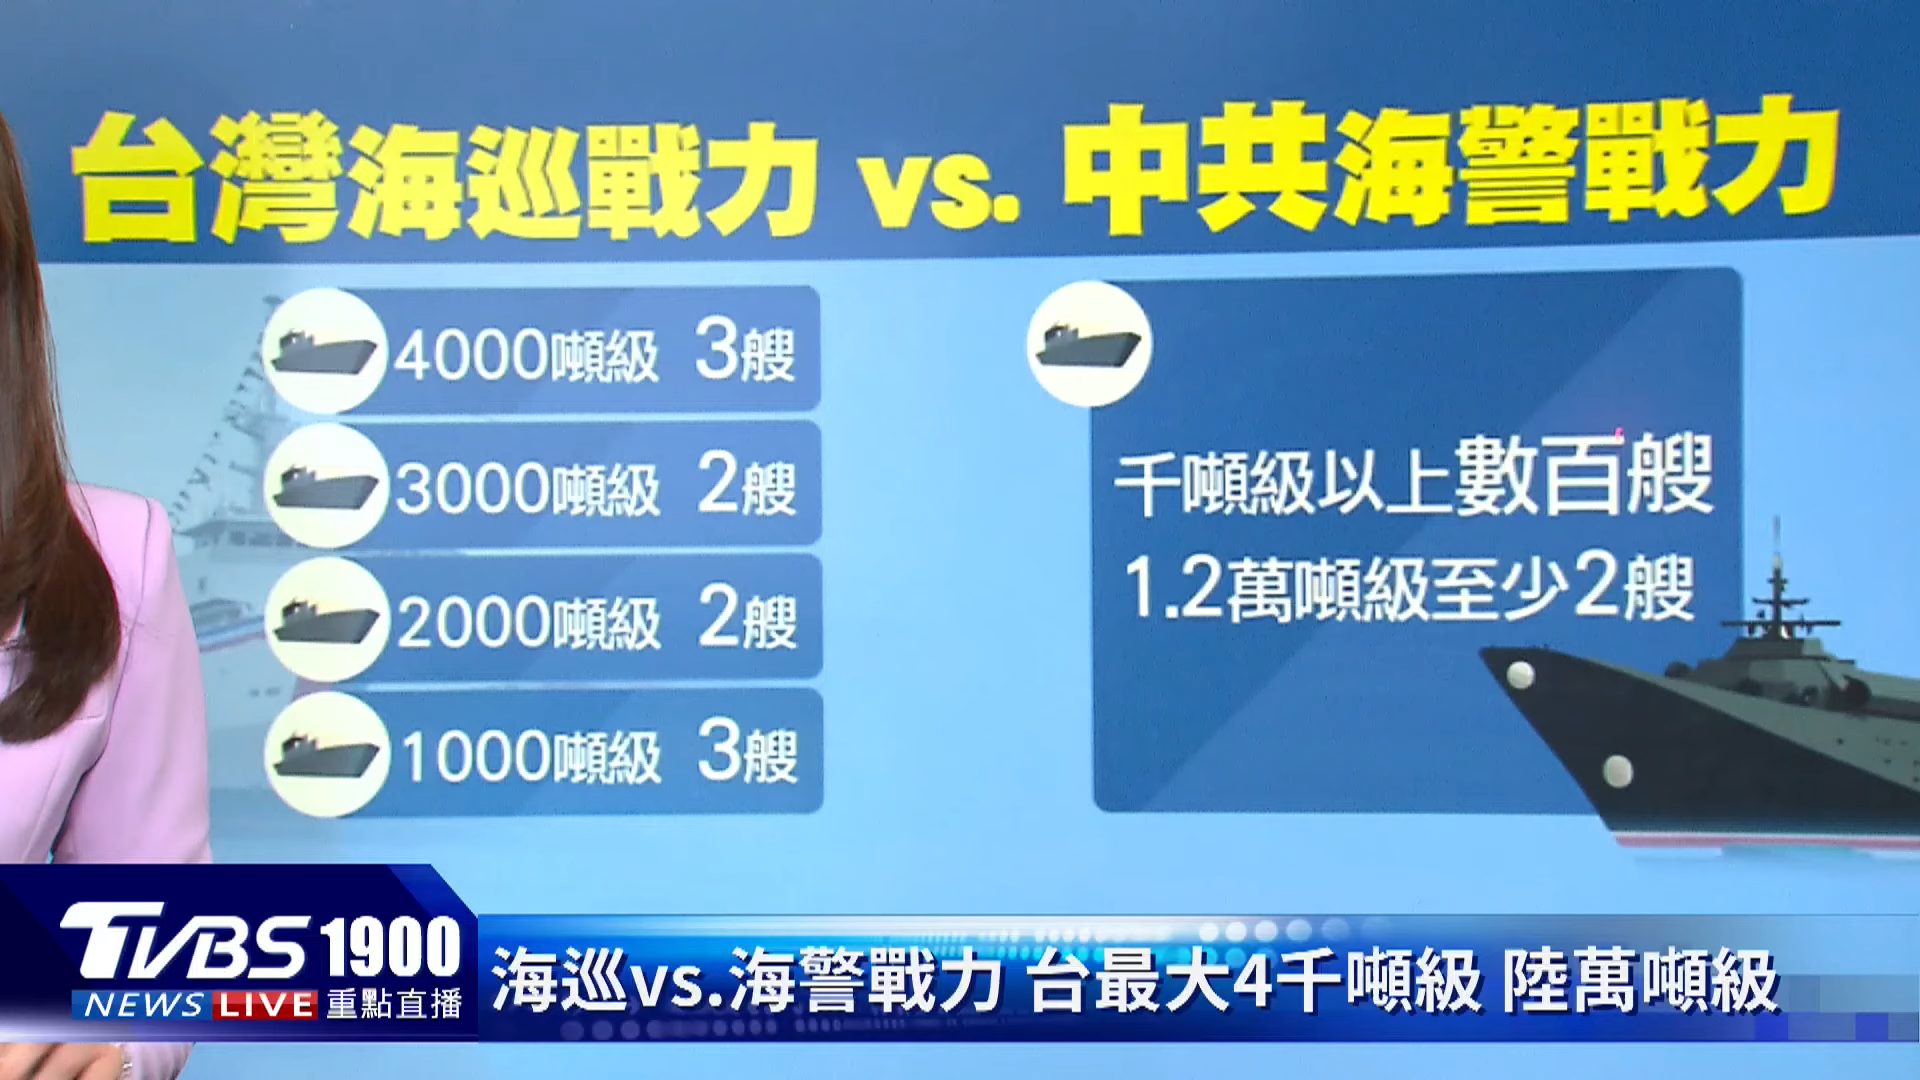 台灣海巡戰力 vs. 中共海警戰力
4000噸級 3艘
3000噸級 2艘
2000噸級 2艘
1000噸級 3艘
千噸級以上數百艘
1.2萬噸級至少2艘
TVBS 1900
NEWS LIVE 重點直播
海巡vs.海警戰力 台最大4千噸級 陸萬噸級